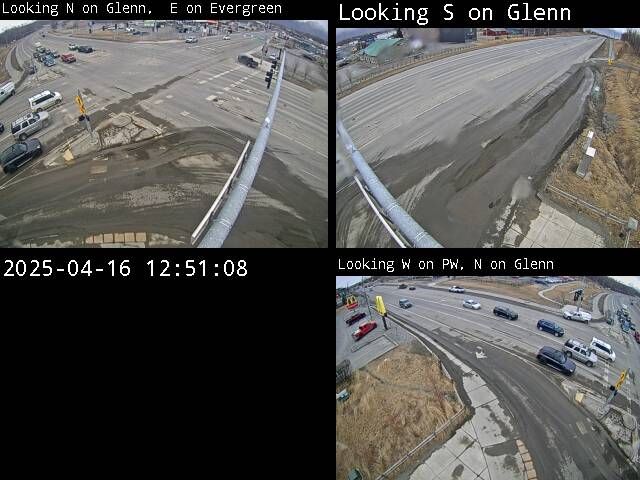 Looking N on Glenn,  E on Evergreen
Looking S on Glenn
2025-04-16 12:51:08
Looking W on PW, N on Glenn